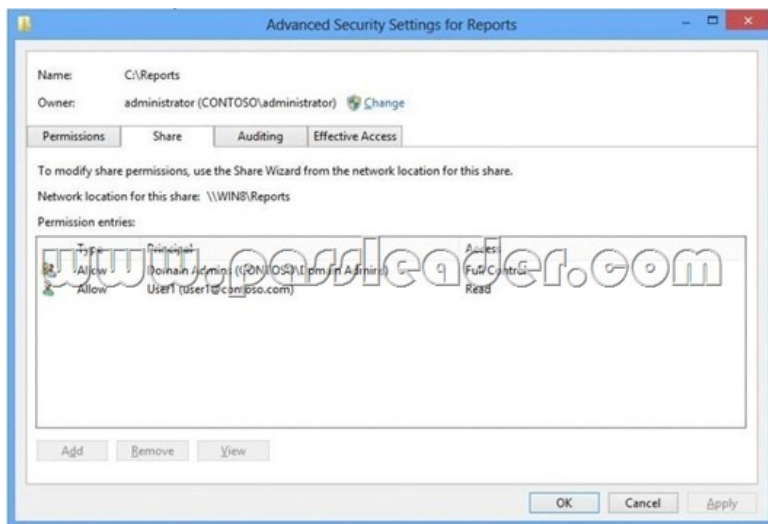 Advanced Security Settings for Reports
Name: C:\Reports
Owner: administrator (CONTOSO\administrator) Change
Permissions Share Auditing Effective Access
To modify share permissions, use the Share Wizard from the network location for this share.
Network location for this share: \\WIN8\Reports
Permission entries:
Type Principal Access
www.passleader.com
Allow Domain Admins (CONTOSO\Domain Admins) Full Control
Allow User1 (user1@contoso.com) Read
Add Remove View
OK Cancel Apply